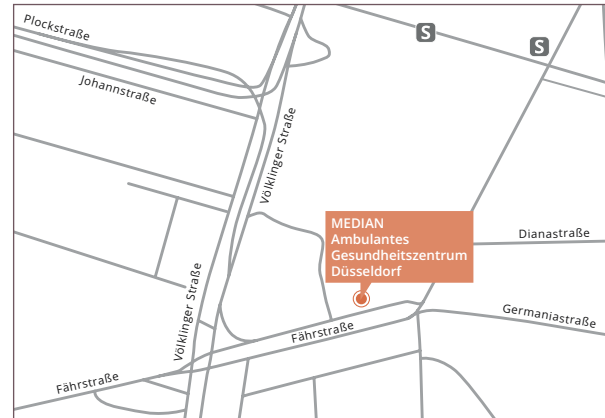 Plockstraße
S
S
Johannstraße
Völklinger Straße
MEDIAN
Ambulantes
Gesundheitszentrum
Düsseldorf
Dianastraße
Völklinger Straße
Germaniastraße
Fährstraße
Fährstraße